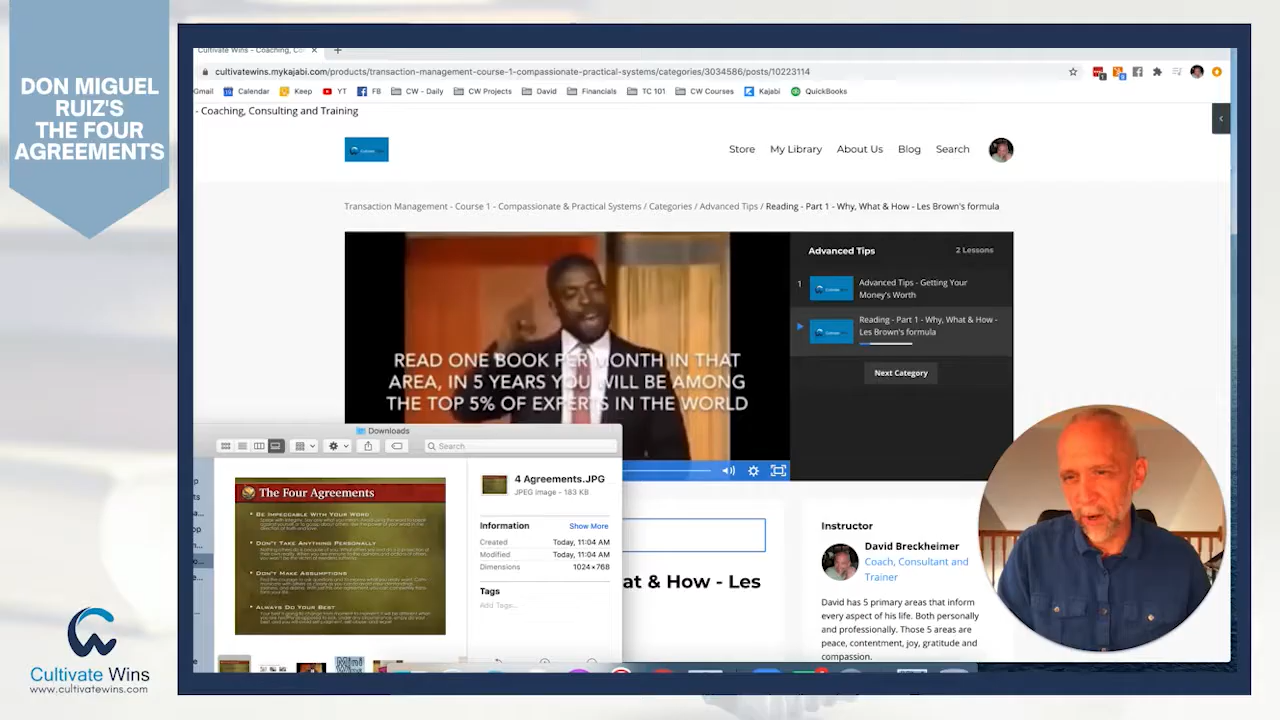 DON MIGUEL
RUIZ'S
THE FOUR
AGREEMENTS
Cultivate Wins - Coaching, Co
cultivatewins.mykajabi.com/products/transaction-management-course-1-compassionate-practical-systems/categories/3034586/posts/10223114
Gmail Calendar Keep YT FB CW - Daily CW Projects David Financials TC 101 CW Courses Kajabi QuickBooks
- Coaching, Consulting and Training
Store My Library About Us Blog Search
Transaction Management - Course 1 - Compassionate & Practical Systems / Categories / Advanced Tips / Reading - Part 1 - Why, What & How - Les Brown's formula
READ ONE BOOK PER MONTH IN THAT
AREA, IN 5 YEARS YOU WILL BE AMONG
THE TOP 5% OF EXPERTS IN THE WORLD
Advanced Tips 2 Lessons
1 Advanced Tips - Getting Your
Money's Worth
Reading - Part 1 - Why, What & How -
Les Brown's formula
Next Category
Downloads
Search
The Four Agreements
Be Impeccable With Your Word
Don't Take Anything Personally
Don't Make Assumptions
Always Do Your Best
4 Agreements.JPG
JPEG image - 183 KB
Information Show More
Created Today, 11:04 AM
Modified Today, 11:04 AM
Dimensions 1024×768
Tags
Add Tags...
at & How - Les
Instructor
David Breckheimer
Coach, Consultant and
Trainer
David has 5 primary areas that inform
every aspect of his life. Both personally
and professionally. Those 5 areas are
peace, contentment, joy, gratitude and
compassion.
Cultivate Wins
www.cultivatewins.com